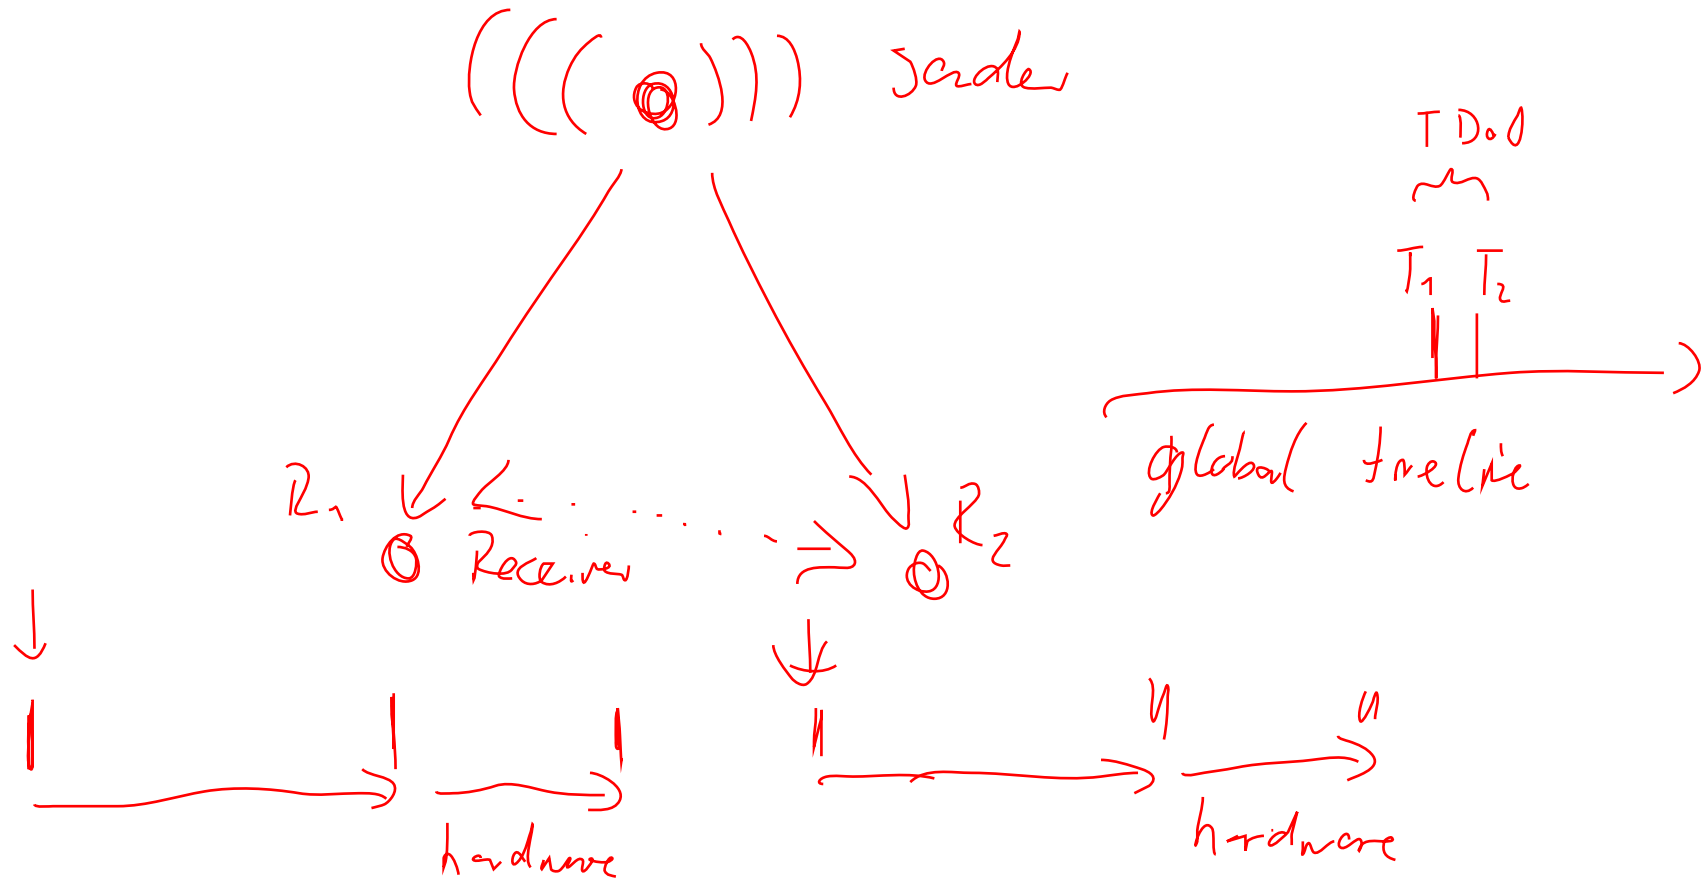 sender
TDoA
T1 T2
global timeline
R1
R2
Receiver
hardware
hardware